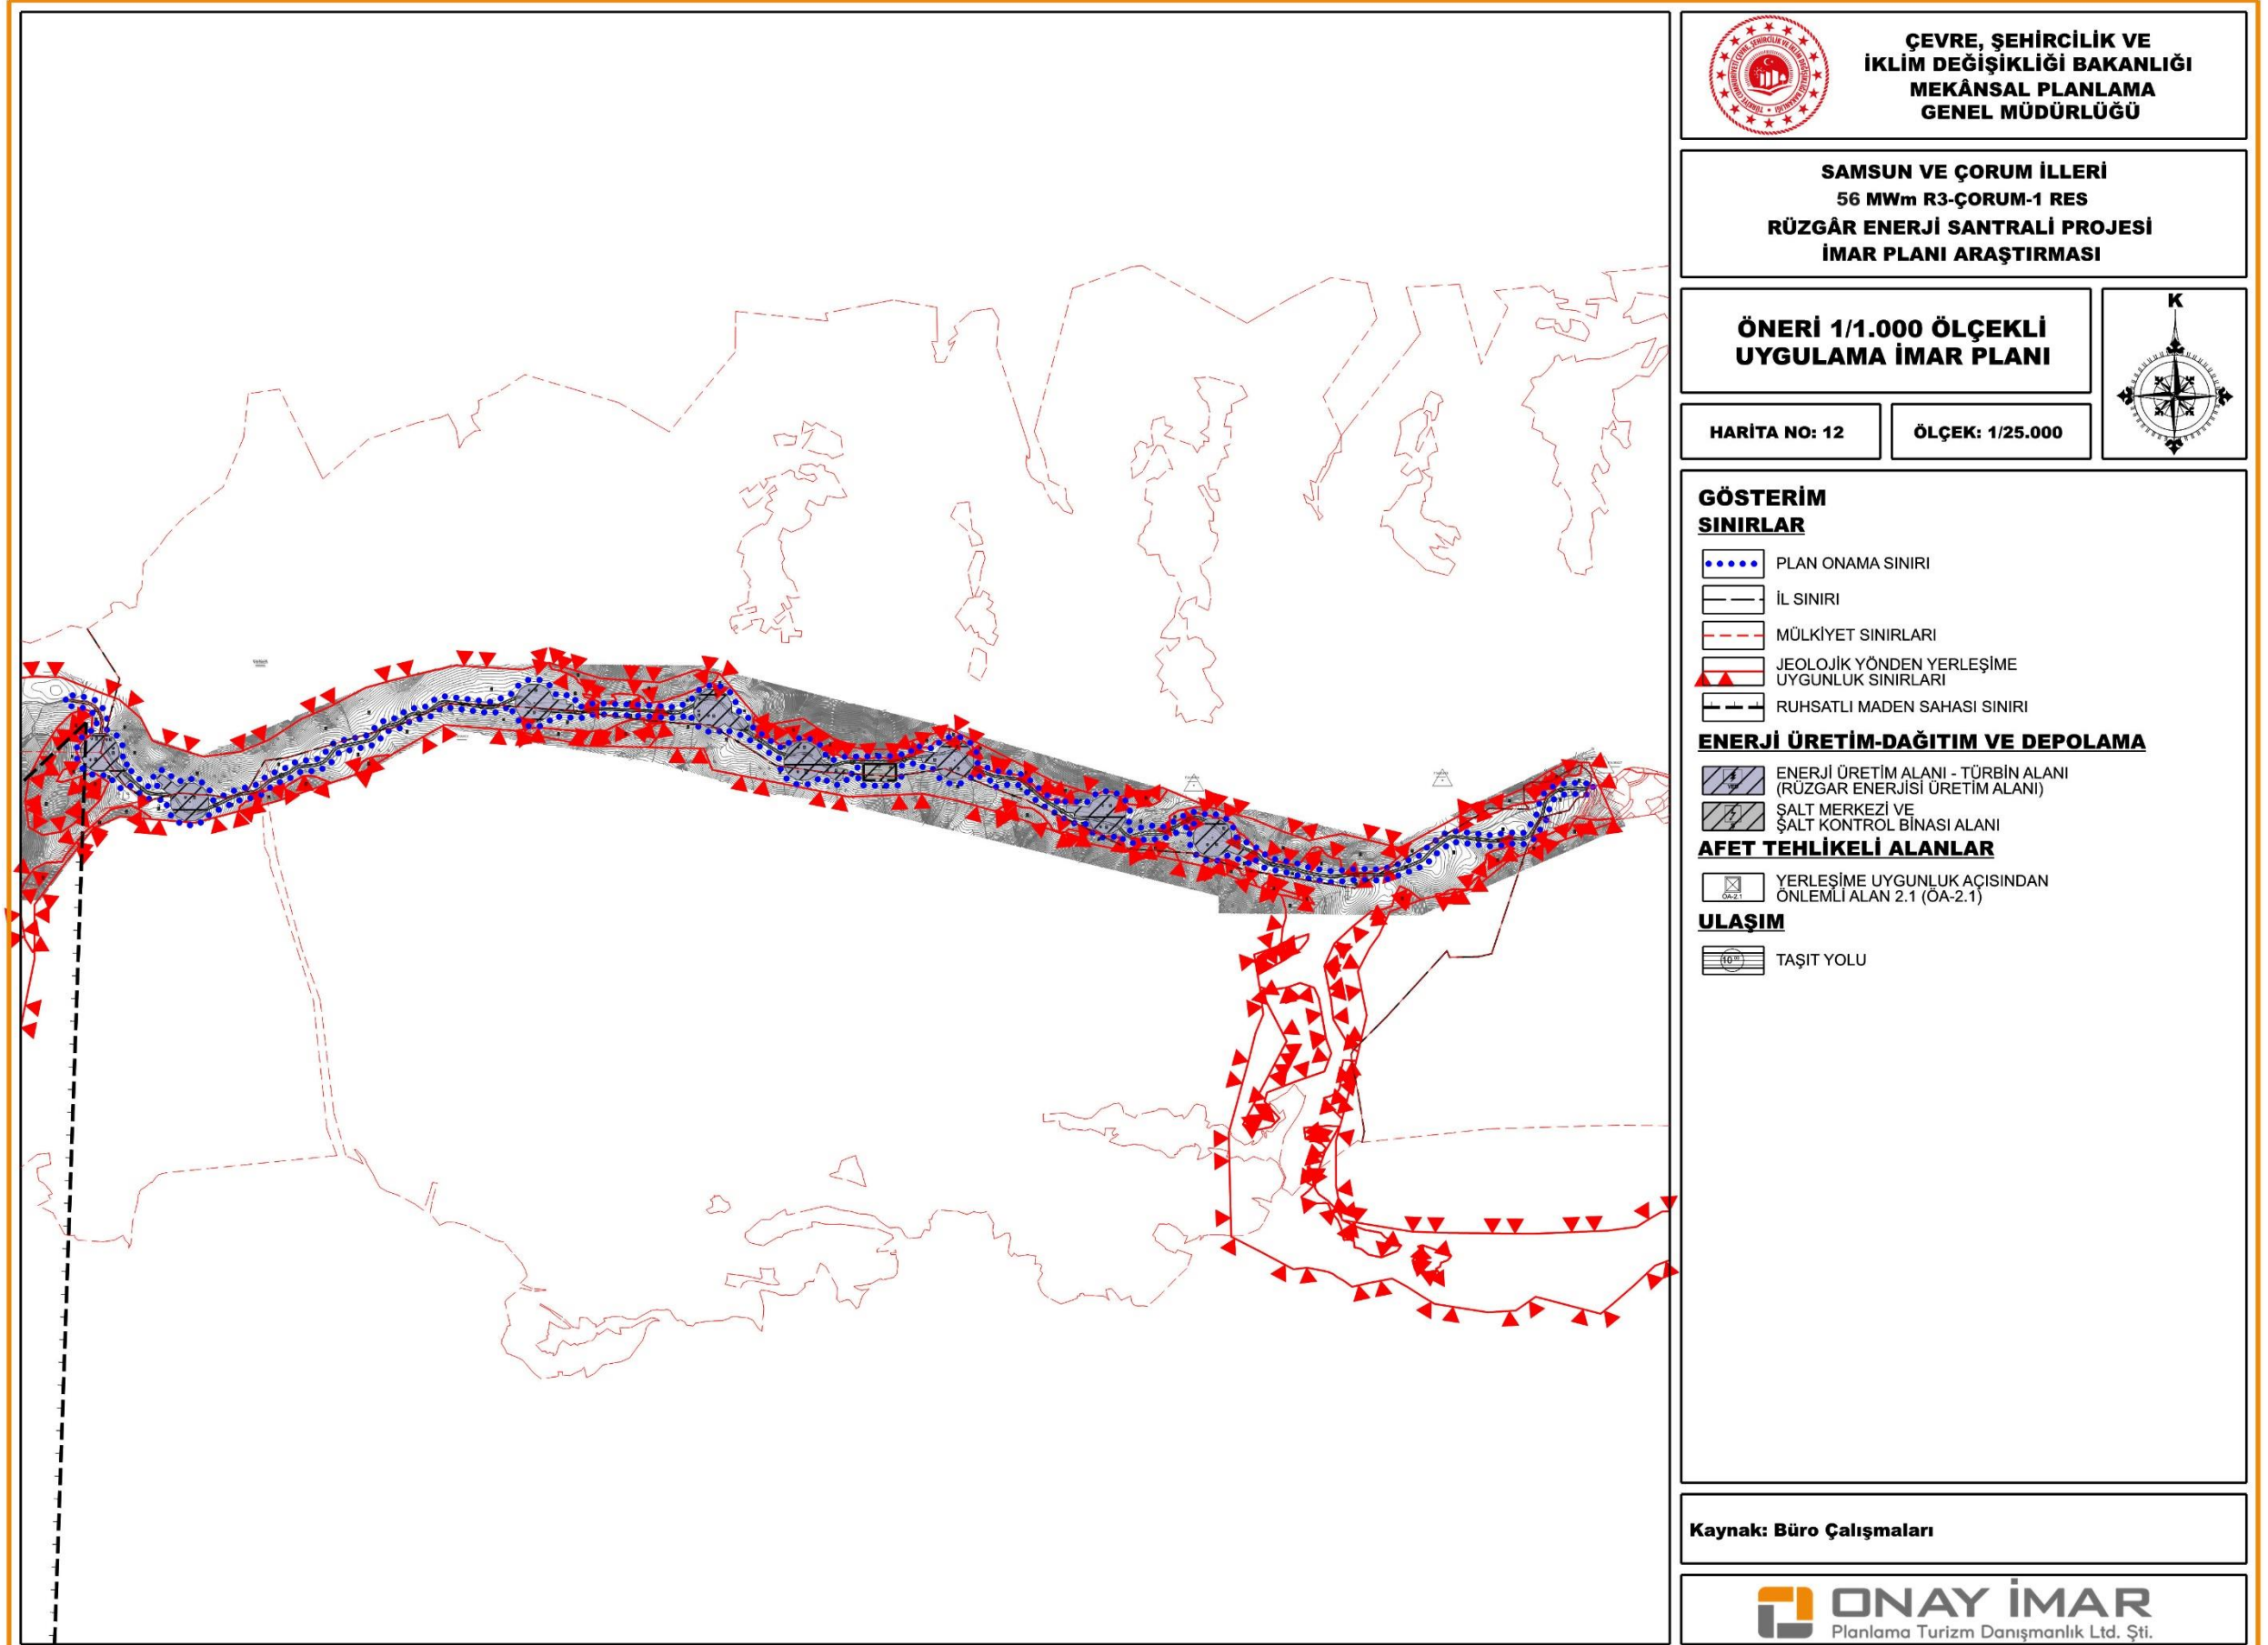 ÇEVRE, ŞEHİRCİLİK VE
İKLİM DEĞİŞİKLİĞİ BAKANLIĞI
MEKÂNSAL PLANLAMA
GENEL MÜDÜRLÜĞÜ
SAMSUN VE ÇORUM İLLERİ
56 MWm R3-ÇORUM-1 RES
RÜZGÂR ENERJİ SANTRALİ PROJESİ
İMAR PLANI ARAŞTIRMASI
ÖNERİ 1/1.000 ÖLÇEKLİ
UYGULAMA İMAR PLANI
K
HARİTA NO: 12
ÖLÇEK: 1/25.000
GÖSTERİM
SINIRLAR
PLAN ONAMA SINIRI
İL SINIRI
MÜLKİYET SINIRLARI
JEOLOJİK YÖNDEN YERLEŞİME
UYGUNLUK SINIRLARI
RUHSATLI MADEN SAHASI SINIRI
ENERJİ ÜRETİM-DAĞITIM VE DEPOLAMA
ENERJİ ÜRETİM ALANI - TÜRBİN ALANI
(RÜZGAR ENERJİSİ ÜRETİM ALANI)
ŞALT MERKEZİ VE
ŞALT KONTROL BİNASI ALANI
AFET TEHLİKELİ ALANLAR
ÖA-2.1
YERLEŞİME UYGUNLUK AÇISINDAN
ÖNLEMLİ ALAN 2.1 (ÖA-2.1)
ULAŞIM
TAŞIT YOLU
Kaynak: Büro Çalışmaları
ONAY İMAR
Planlama Turizm Danışmanlık Ltd. Şti.